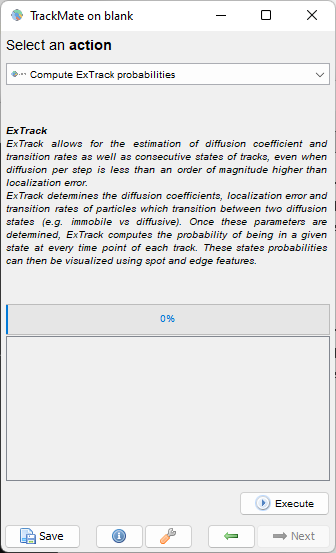 TrackMate on blank
Select an action
Compute ExTrack probabilities
ExTrack
ExTrack allows for the estimation of diffusion coefficient and
transition rates as well as consecutive states of tracks, even when
diffusion per step is less than an order of magnitude higher than
localization error.
ExTrack determines the diffusion coefficients, localization error and
transition rates of particles which transition between two diffusion
states (e.g. immobile vs diffusive). Once these parameters are
determined, ExTrack computes the probability of being in a given
state at every time point of each track. These states probabilities
can then be visualized using spot and edge features.
0%
Execute
Save
Next